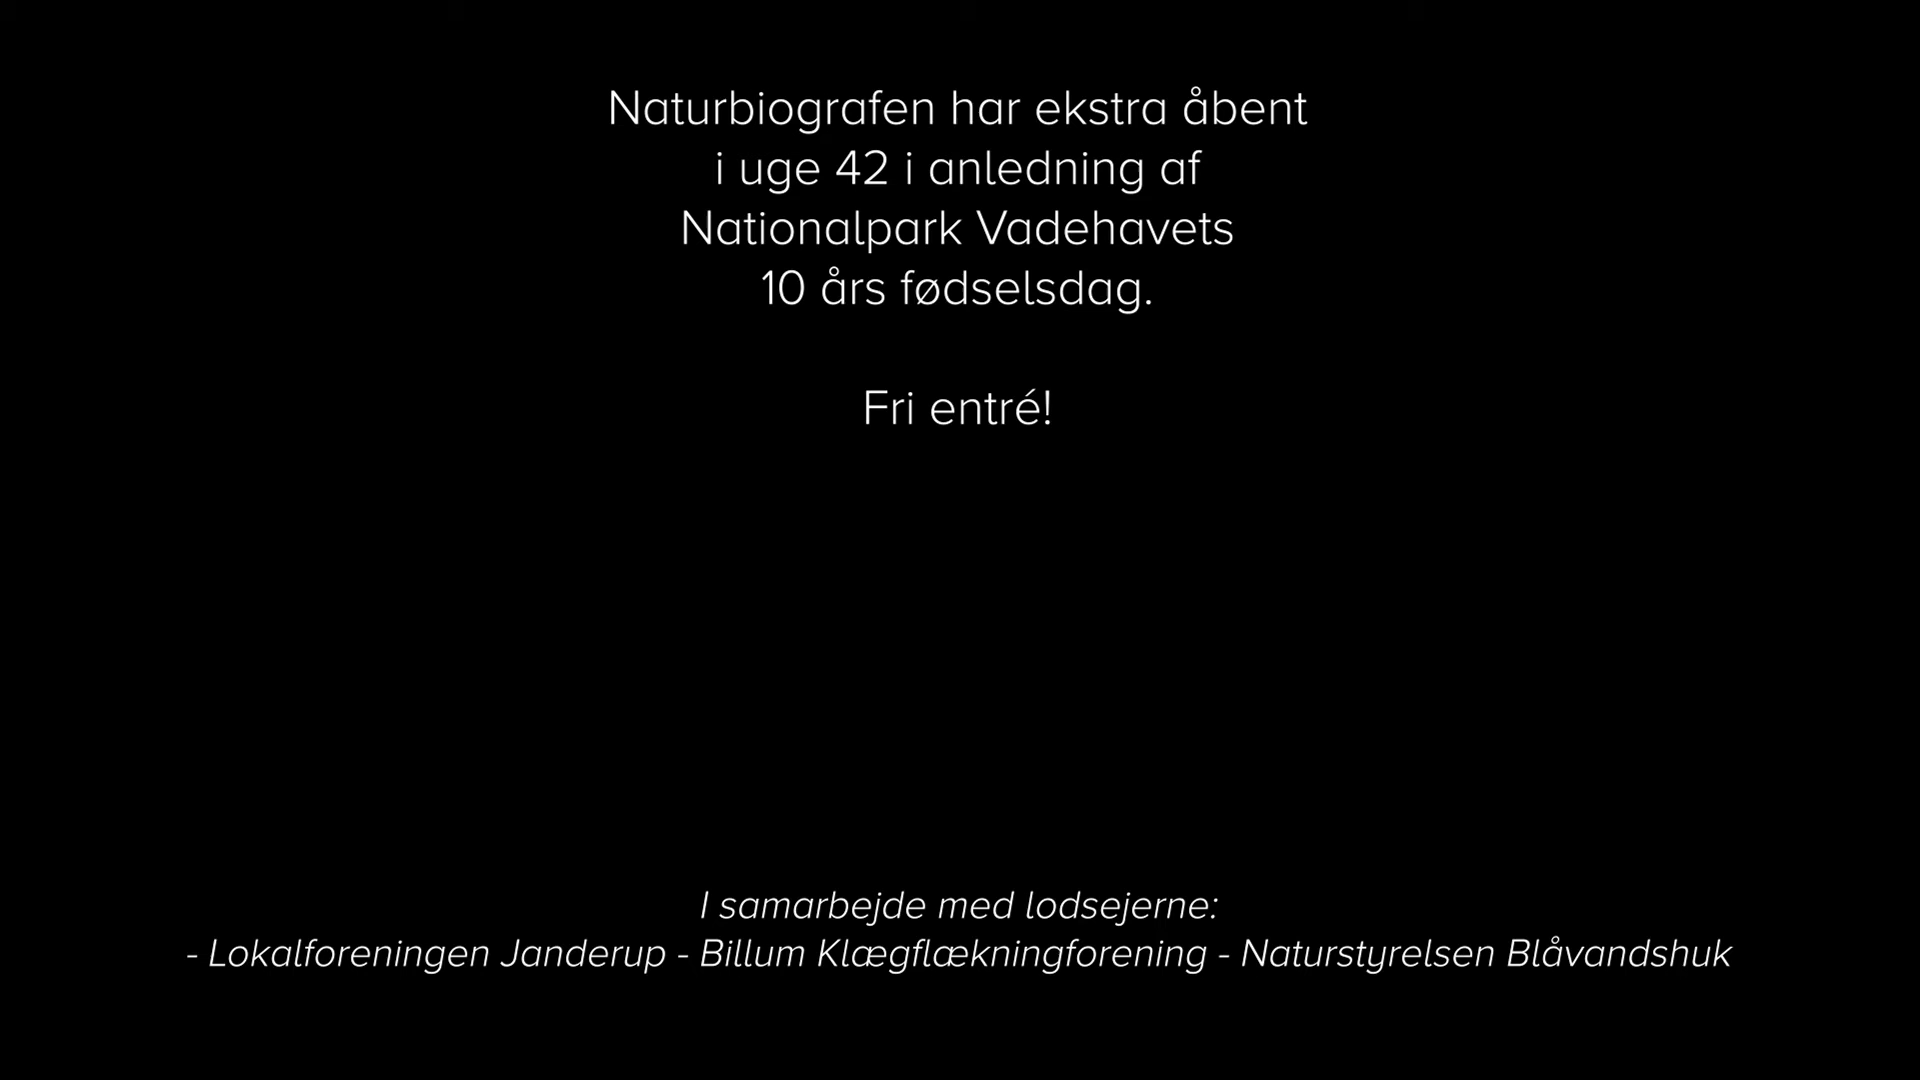 Naturbiografen har ekstra åbent
i uge 42 i anledning af
Nationalpark Vadehavets
10 års fødselsdag.
Fri entré!
I samarbejde med lodsejerne:
- Lokalforeningen Janderup - Billum Klægflækningforening - Naturstyrelsen Blåvandshuk